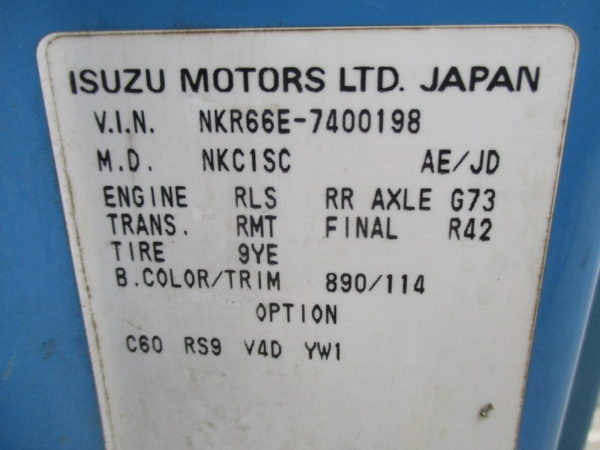 ISUZU MOTORS LTD. JAPAN
V.I.N. NKR66E-7400198
M.D. NKC1SC AE/JD
ENGINE RLS RR AXLE G73
TRANS. RMT FINAL R42
TIRE 9YE
B.COLOR/TRIM 890/114
OPTION
C60 RS9 V4D YW1